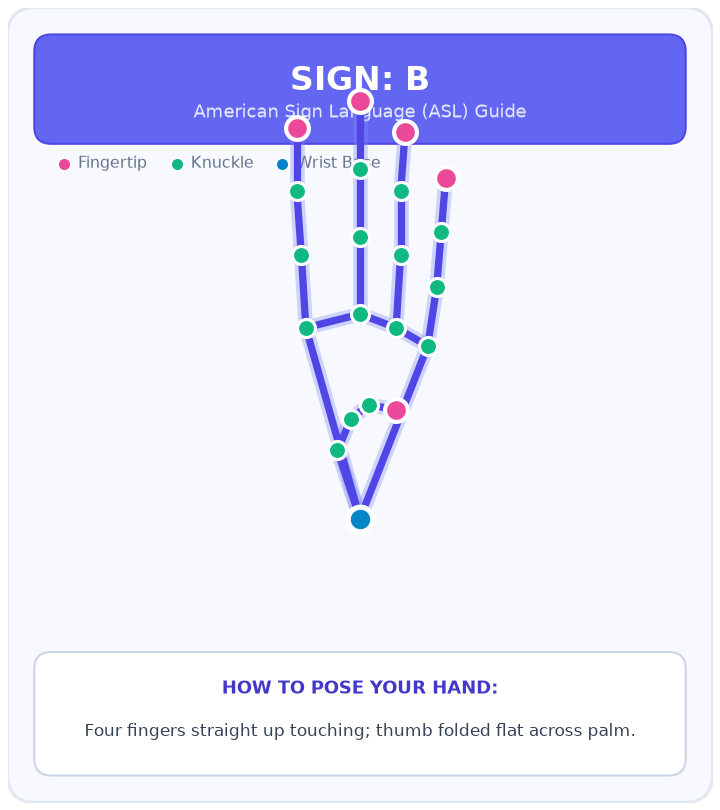 SIGN: B
American Sign Language (ASL) Guide
Fingertip Knuckle Wrist Base
HOW TO POSE YOUR HAND:
Four fingers straight up touching; thumb folded flat across palm.